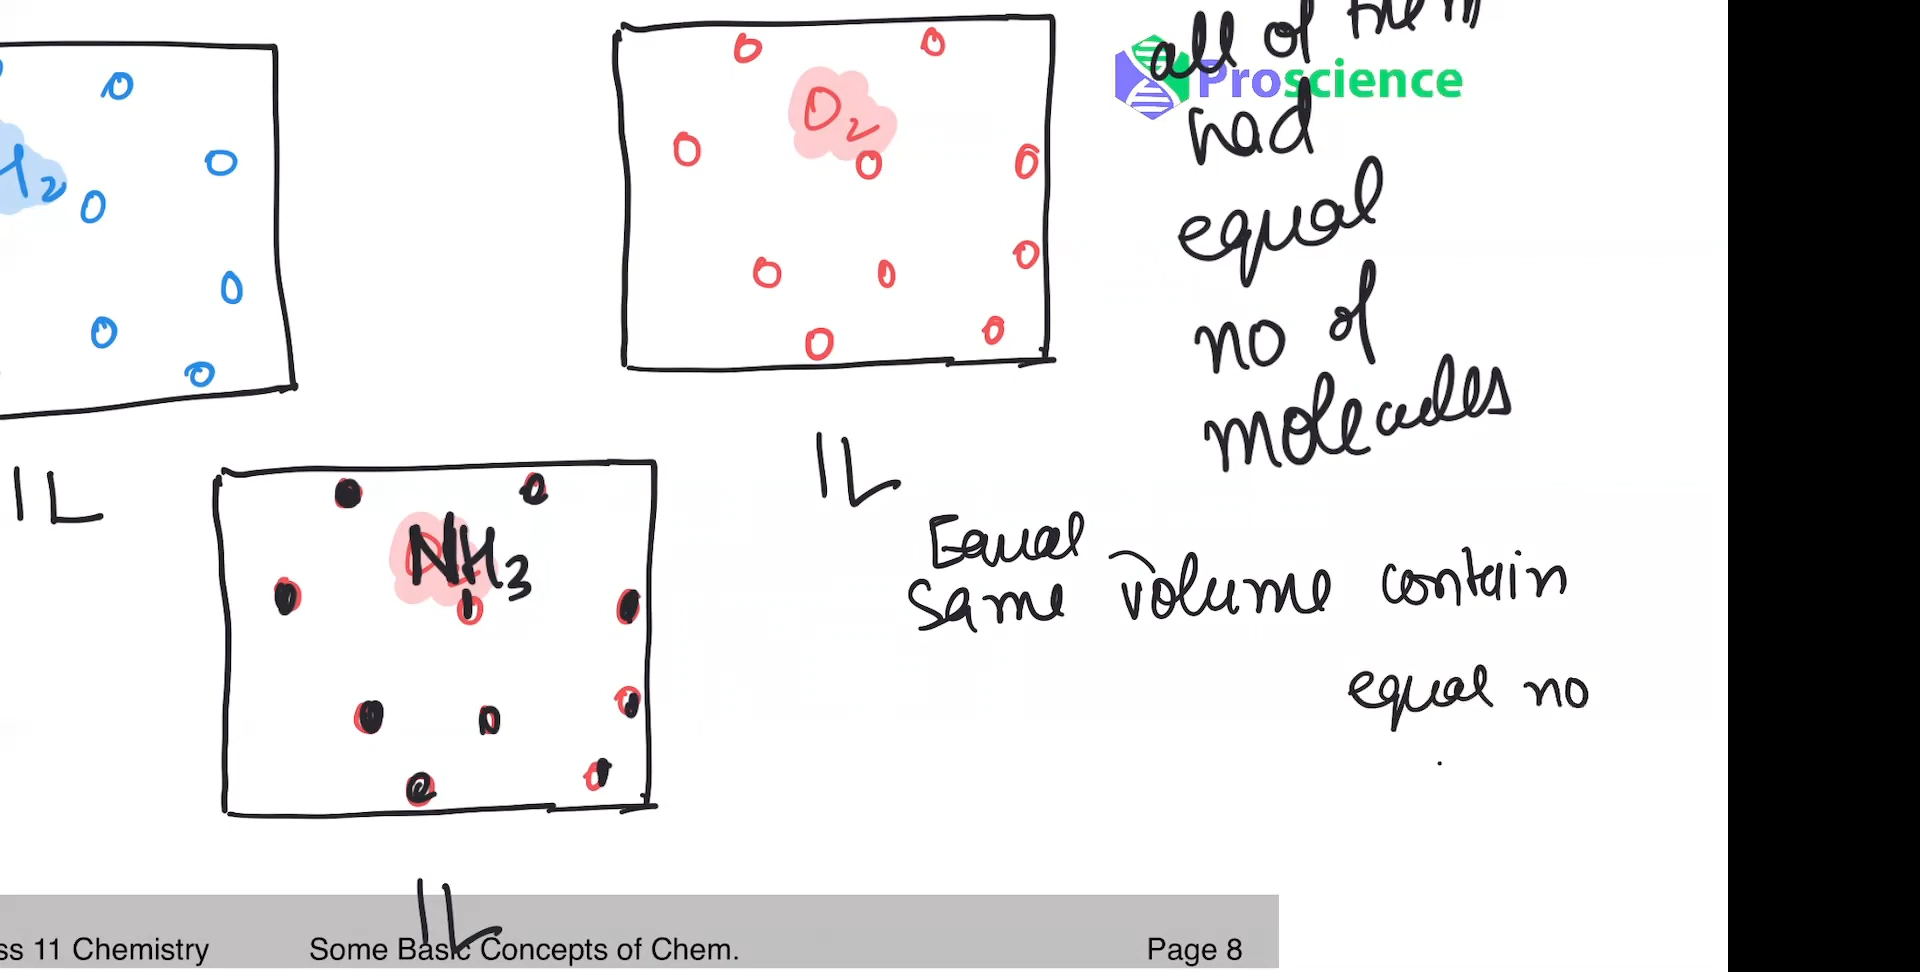 all of them
Proscience
had
equal
no of
molecules
H2
O2
1L
1L
NH3
Equal
same volume contain
equal no
1L
ss 11 Chemistry
Some Basic Concepts of Chem.
Page 8